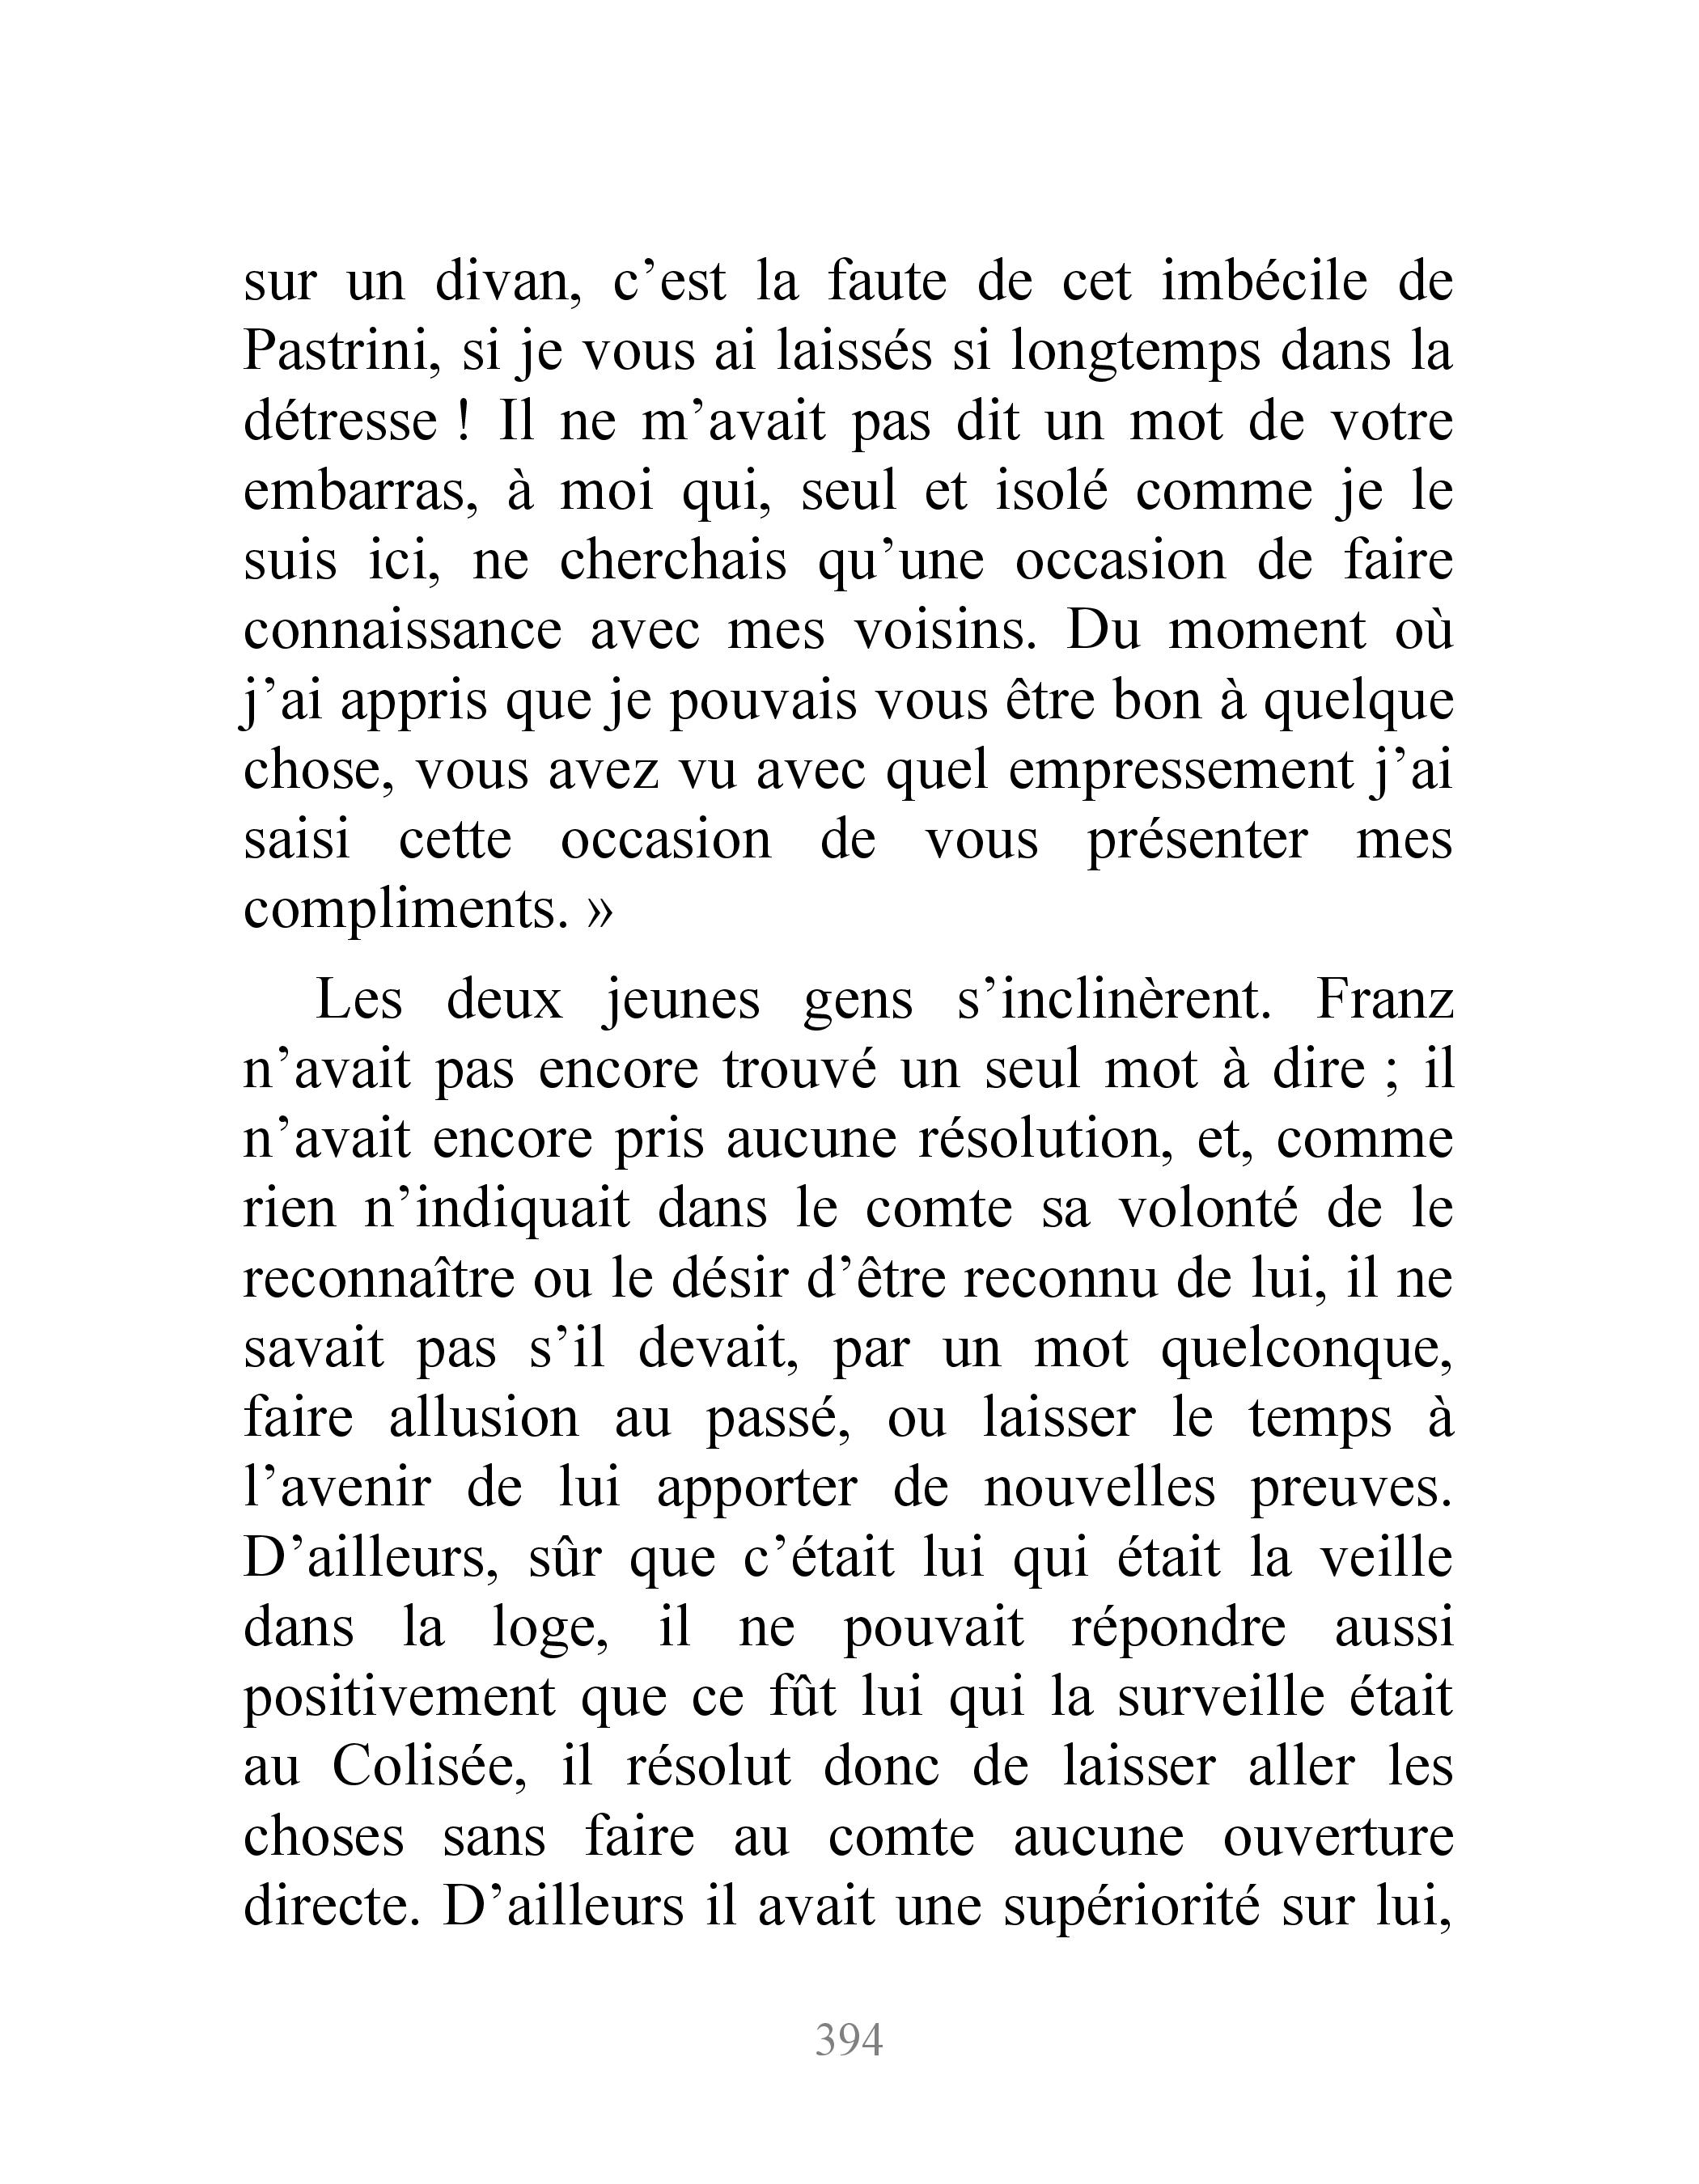 sur un divan, c’est la faute de cet imbécile de
Pastrini, si je vous ai laissés si longtemps dans la
détresse ! Il ne m’avait pas dit un mot de votre
embarras, à moi qui, seul et isolé comme je le
suis ici, ne cherchais qu’une occasion de faire
connaissance avec mes voisins. Du moment où
j’ai appris que je pouvais vous être bon à quelque
chose, vous avez vu avec quel empressement j’ai
saisi cette occasion de vous présenter mes
compliments. »
Les deux jeunes gens s’inclinèrent. Franz
n’avait pas encore trouvé un seul mot à dire ; il
n’avait encore pris aucune résolution, et, comme
rien n’indiquait dans le comte sa volonté de le
reconnaître ou le désir d’être reconnu de lui, il ne
savait pas s’il devait, par un mot quelconque,
faire allusion au passé, ou laisser le temps à
l’avenir de lui apporter de nouvelles preuves.
D’ailleurs, sûr que c’était lui qui était la veille
dans la loge, il ne pouvait répondre aussi
positivement que ce fût lui qui la surveille était
au Colisée, il résolut donc de laisser aller les
choses sans faire au comte aucune ouverture
directe. D’ailleurs il avait une supériorité sur lui,
394